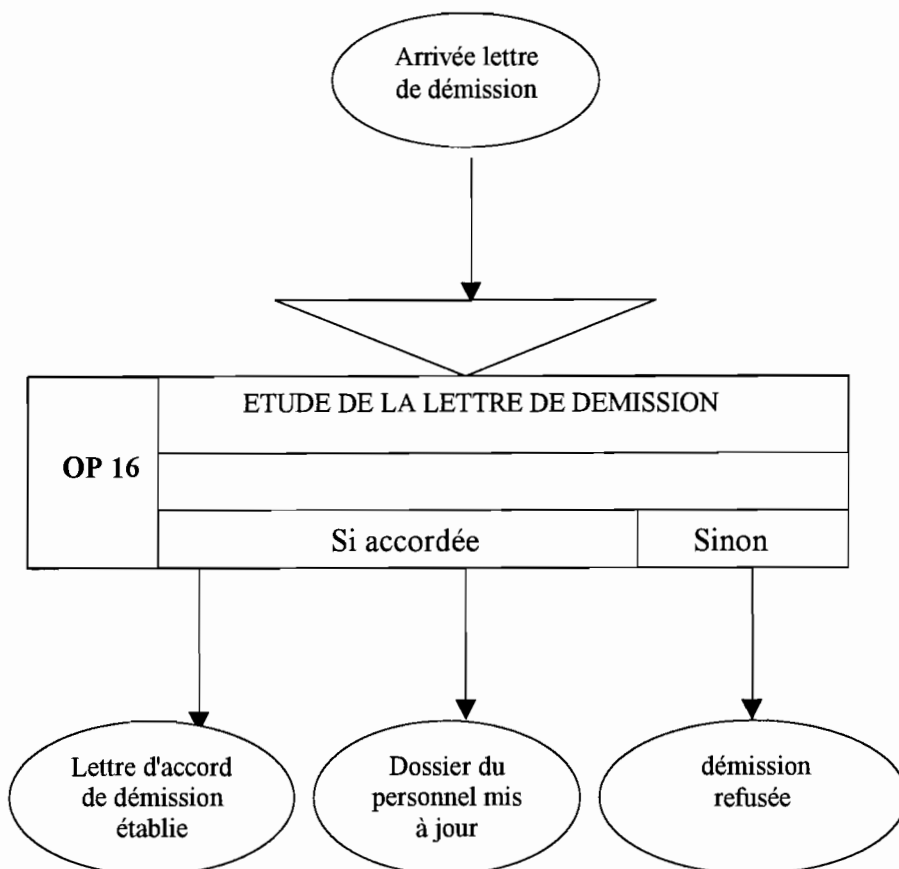 Arrivée lettre
de démission
ETUDE DE LA LETTRE DE DEMISSION
OP 16
Si accordée
Sinon
Lettre d'accord
de démission
établie
Dossier du
personnel mis
à jour
démission
refusée